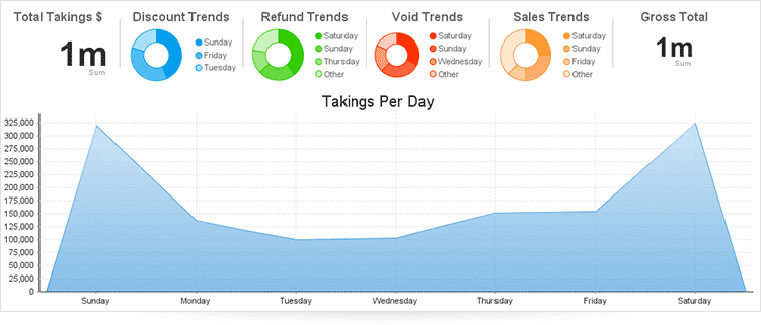 Total Takings $
1m
Sum
Discount Trends
Sunday
Friday
Tuesday
Refund Trends
Saturday
Sunday
Thursday
Other
Void Trends
Saturday
Sunday
Wednesday
Other
Sales Trends
Saturday
Sunday
Friday
Other
Gross Total
1m
Sum
Takings Per Day
325,000
300,000
275,000
250,000
225,000
200,000
175,000
150,000
125,000
100,000
75,000
50,000
25,000
0
Sunday Monday Tuesday Wednesday Thursday Friday Saturday